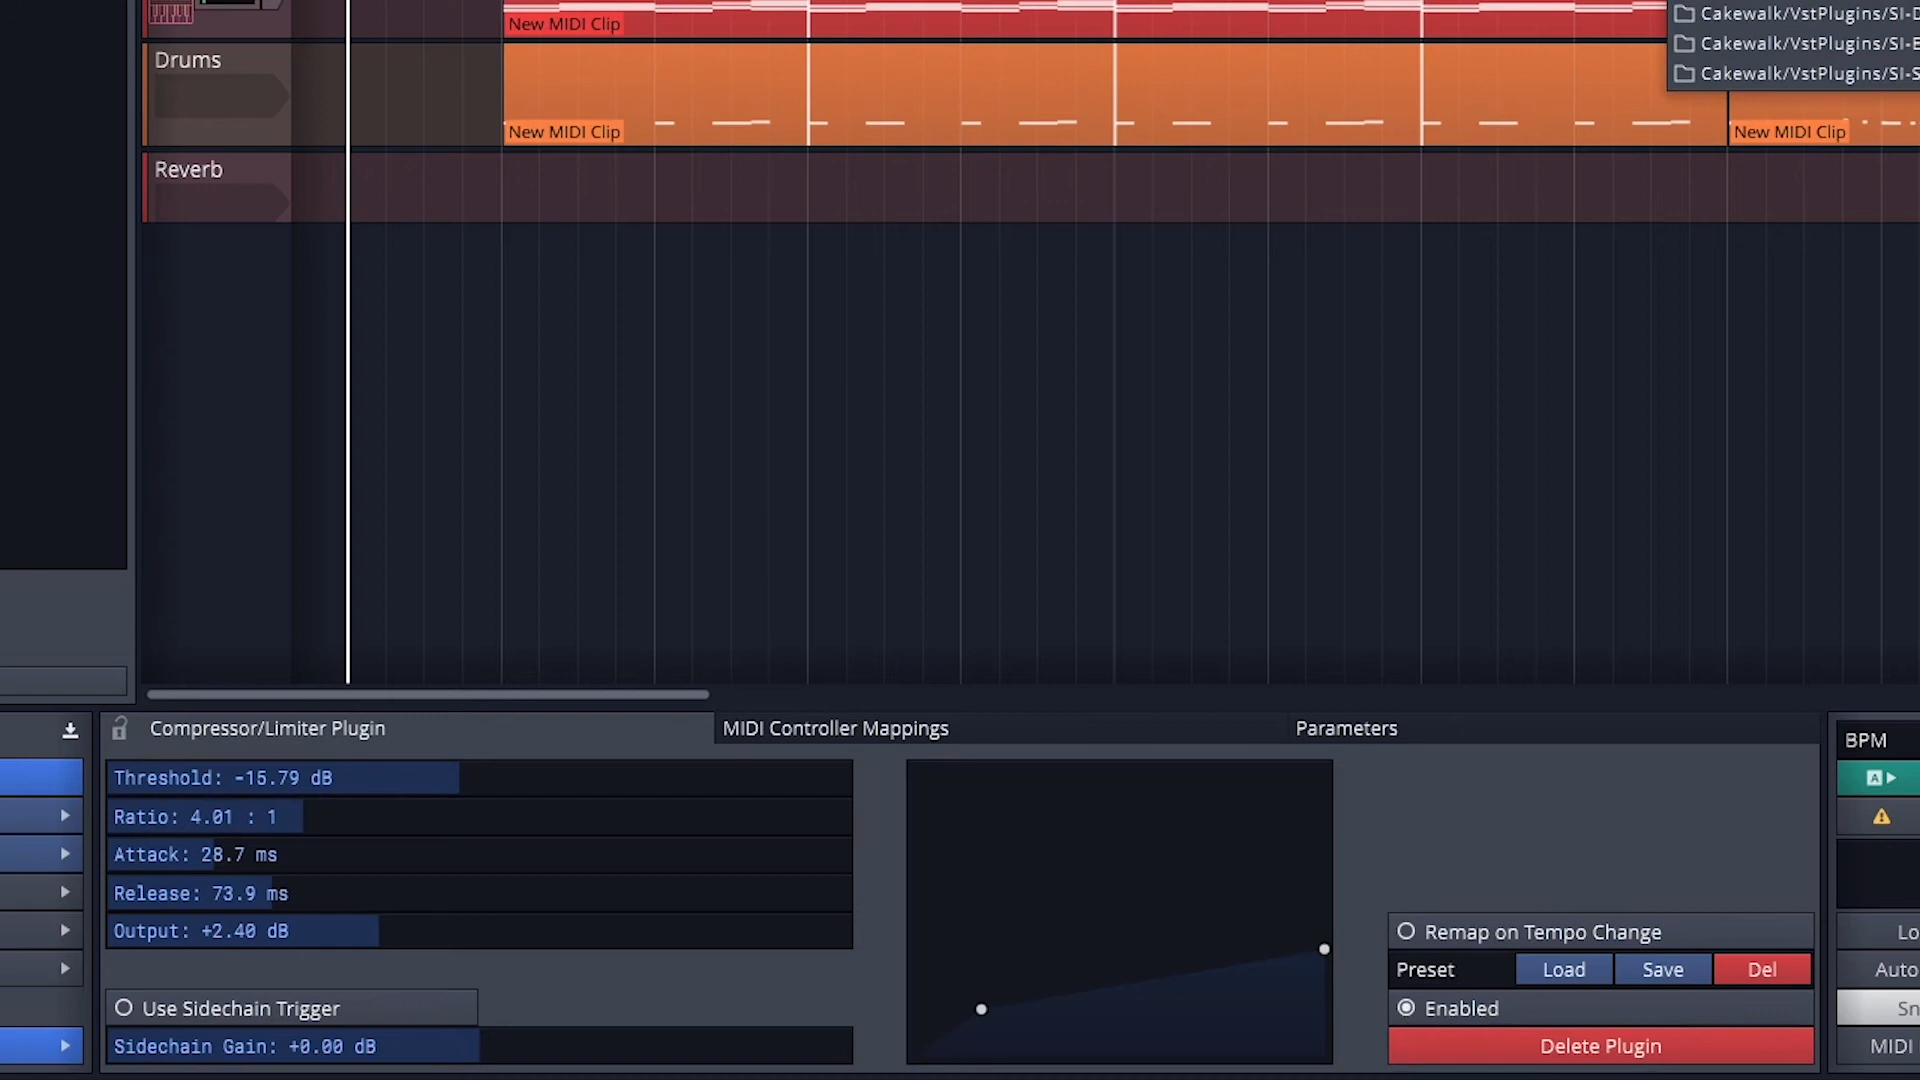 Cakewalk/VstPlugins/SI-
New MIDI Clip
Cakewalk/VstPlugins/SI-
Drums
Cakewalk/VstPlugins/SI-S
New MIDI Clip
New MIDI Clip
Reverb
Compressor/Limiter Plugin
MIDI Controller Mappings
Parameters
BPM
Threshold: -15.79 dB
A
Ratio: 4.01 : 1
Attack: 28.7 ms
Release: 73.9 ms
Output: +2.40 dB
Remap on Tempo Change
Lo
Preset
Load
Save
Del
Auto
Use Sidechain Trigger
Enabled
Sn
Sidechain Gain: +0.00 dB
Delete Plugin
MIDI